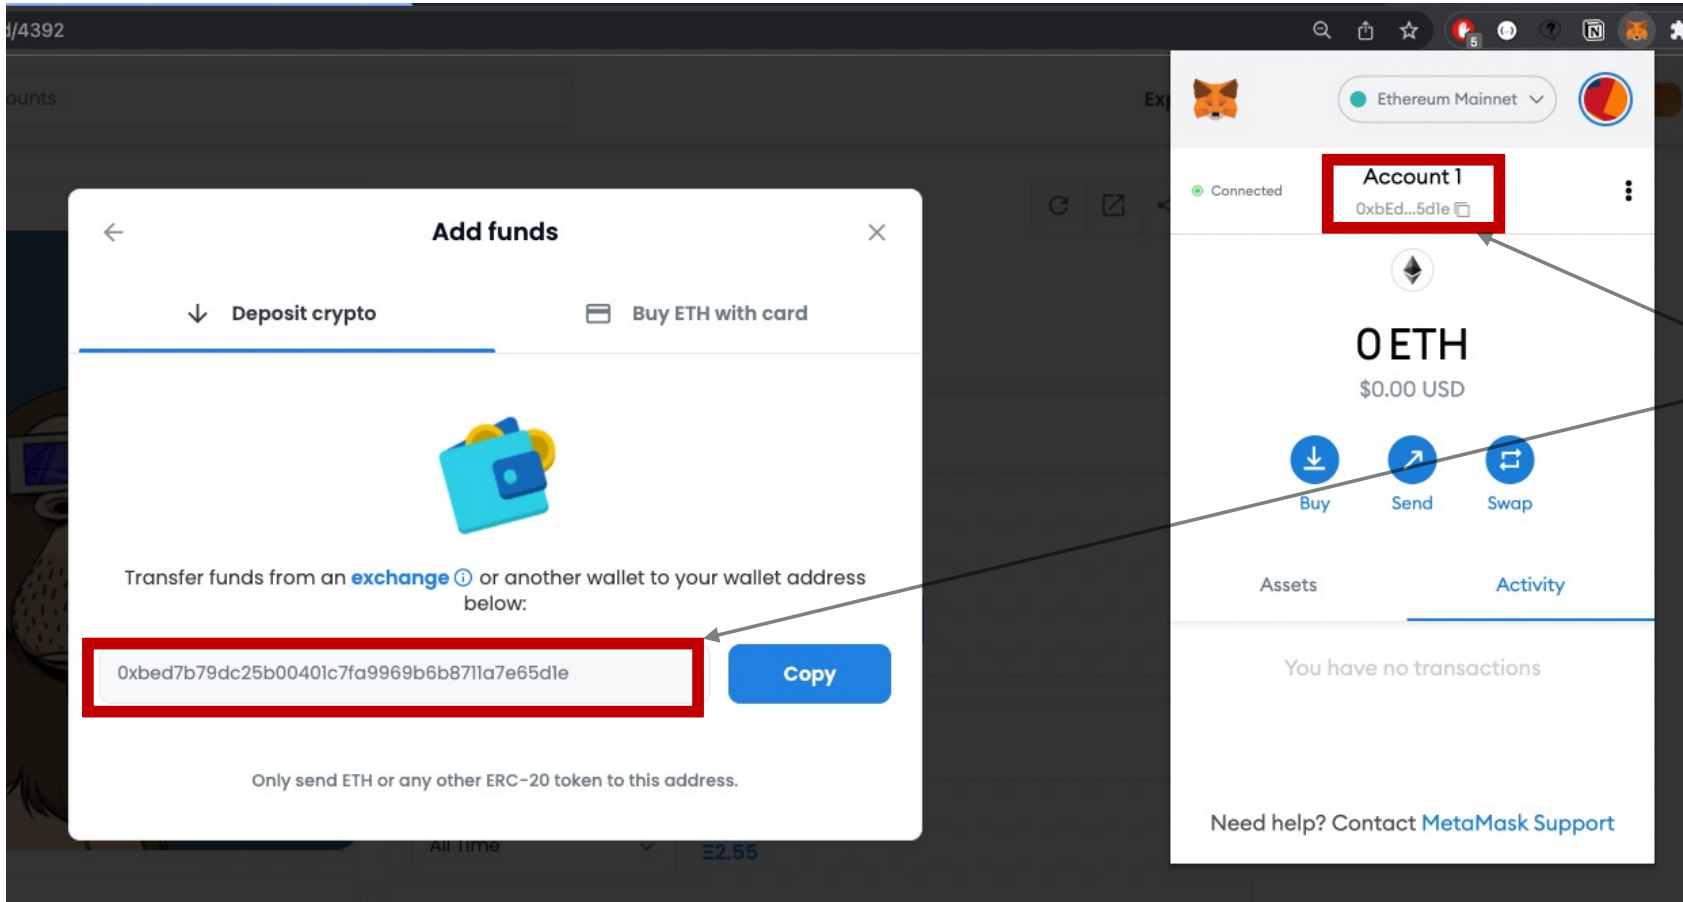 d/4392
5
ounts
Exp
Ethereum Mainnet
Connected
Account 1
0xbEd...5d1e
Add funds
Deposit crypto
Buy ETH with card
0 ETH
$0.00 USD
Buy
Send
Swap
Transfer funds from an exchange or another wallet to your wallet address
below:
Assets
Activity
0xbed7b79dc25b00401c7fa9969b6b8711a7e65d1e
Copy
You have no transactions
Only send ETH or any other ERC-20 token to this address.
Need help? Contact MetaMask Support
All Time
Ξ2.55